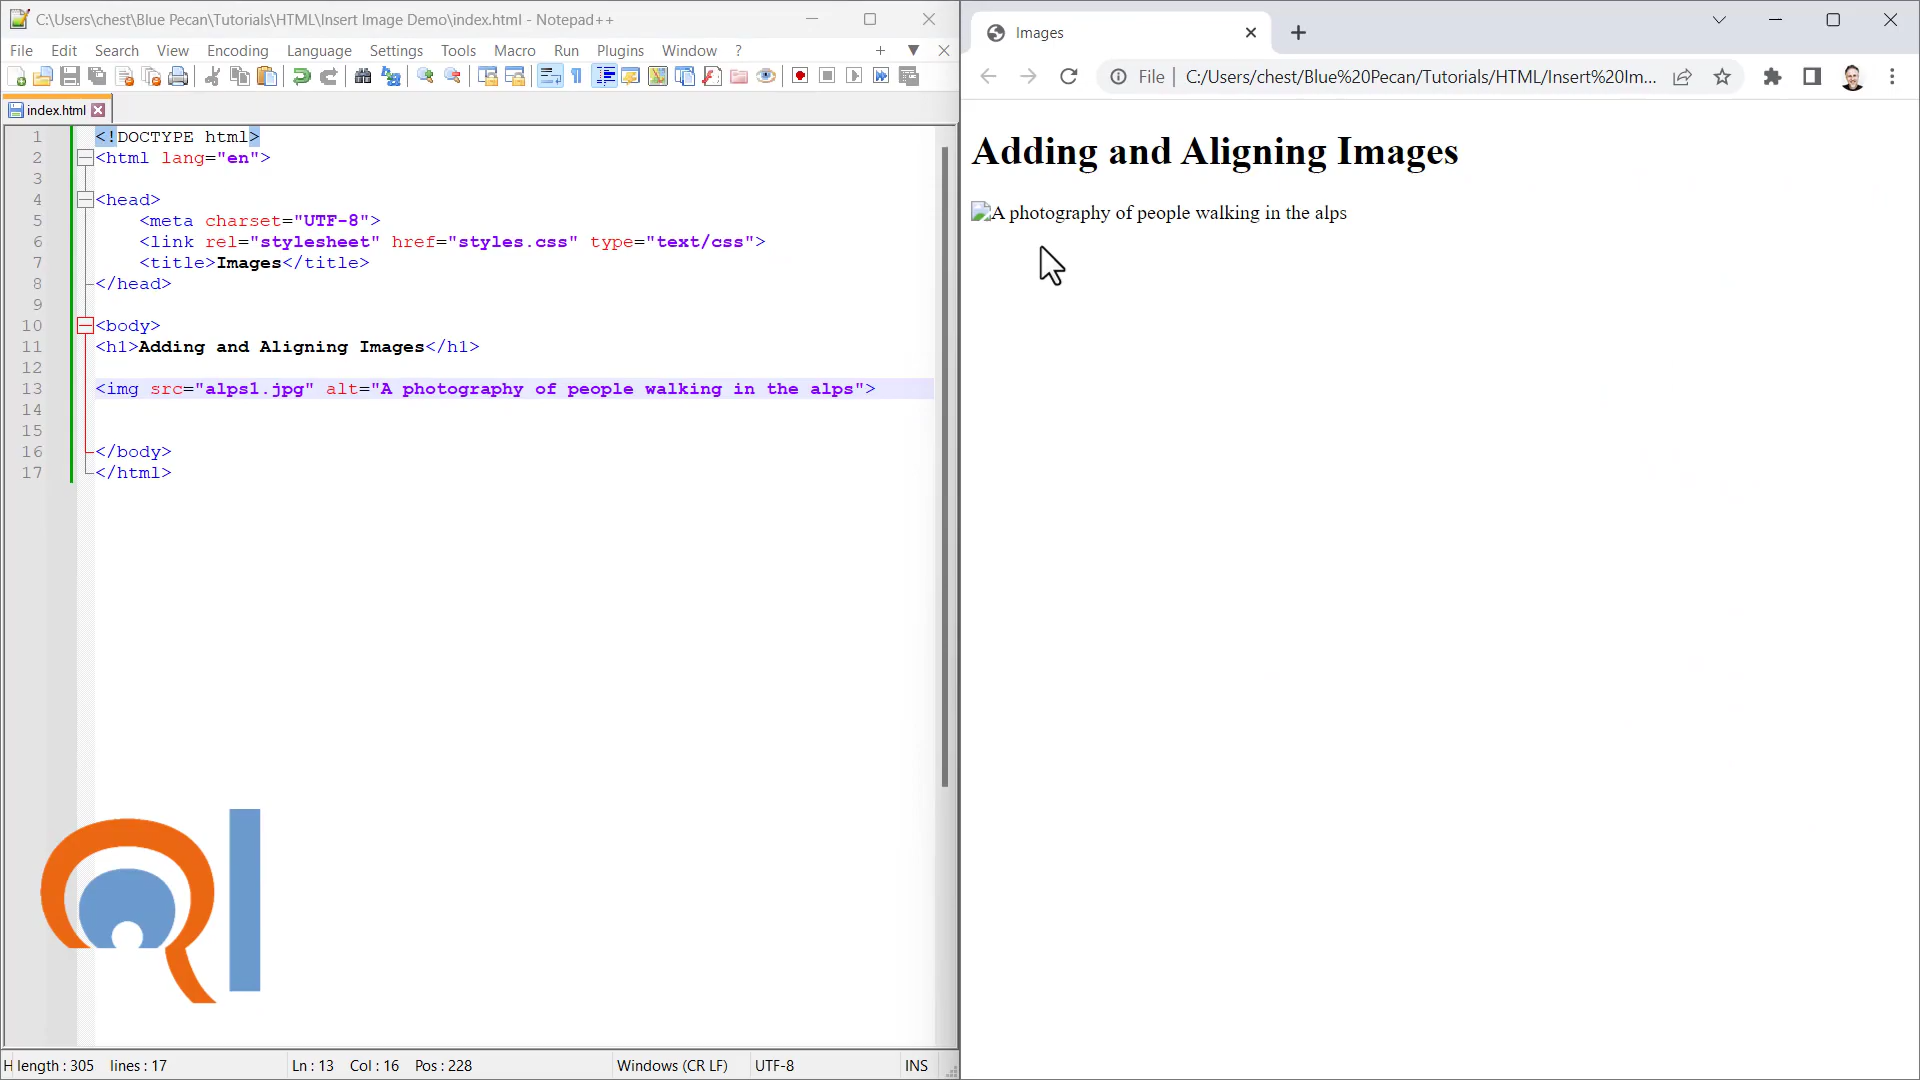 C:\Users\chest\Blue Pecan\Tutorials\HTML\Insert Image Demo\index.html - Notepad++
File Edit Search View Encoding Language Settings Tools Macro Run Plugins Window ?
index.html
1 <!DOCTYPE html>
2 <html lang="en">
3
4 <head>
5 <meta charset="UTF-8">
6 <link rel="stylesheet" href="styles.css" type="text/css">
7 <title>Images</title>
8 </head>
9
10 <body>
11 <h1>Adding and Aligning Images</h1>
12
13 <img src="alps1.jpg" alt="A photography of people walking in the alps">
14
15
16 </body>
17 </html>
H length : 305 lines : 17 Ln : 13 Col : 16 Pos : 228 Windows (CR LF) UTF-8 INS
Images
File C:/Users/chest/Blue%20Pecan/Tutorials/HTML/Insert%20Im...
Adding and Aligning Images
A photography of people walking in the alps